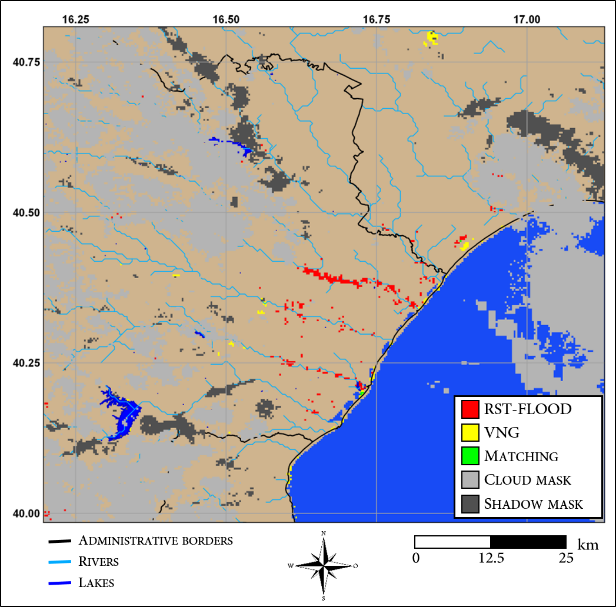 16.25 16.50 16.75 17.00
40.75
40.50
40.25
40.00
RST-FLOOD
VNG
MATCHING
CLOUD MASK
SHADOW MASK
ADMINISTRATIVE BORDERS
RIVERS
LAKES
N
W O
S
0 12.5 25 km